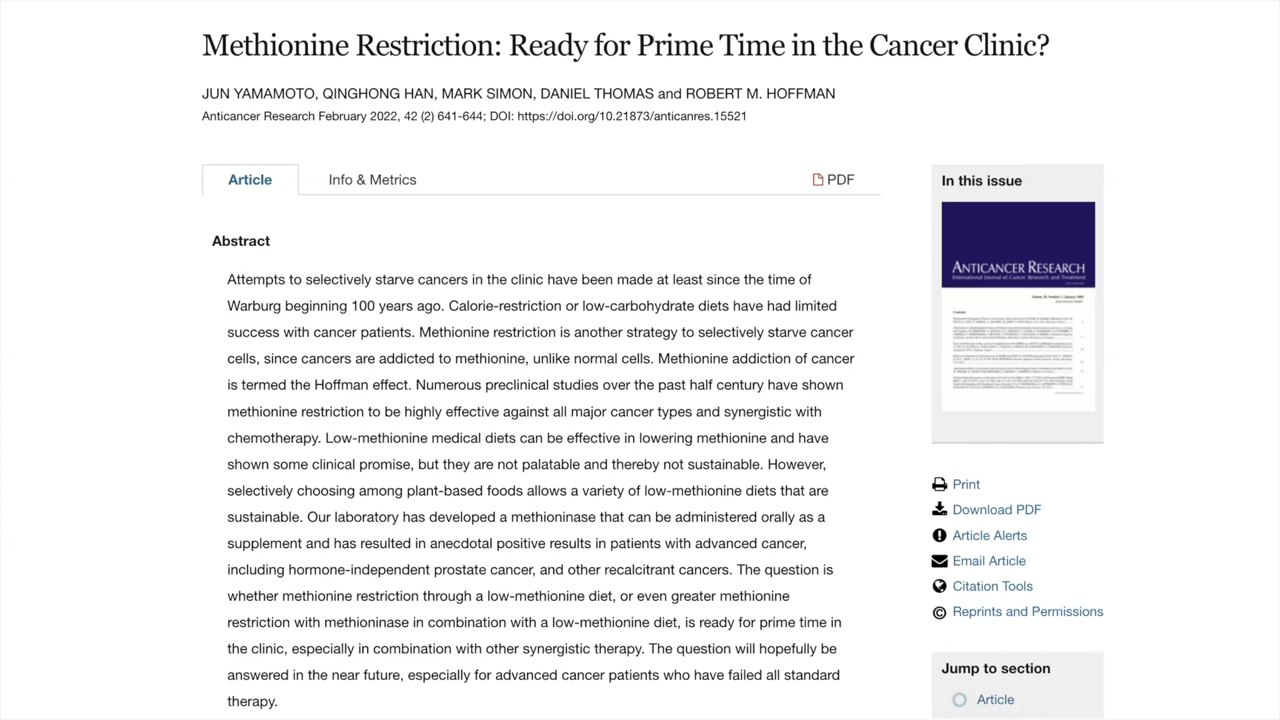 Methionine Restriction: Ready for Prime Time in the Cancer Clinic?
JUN YAMAMOTO, QINGHONG HAN, MARK SIMON, DANIEL THOMAS and ROBERT M. HOFFMAN
Anticancer Research February 2022, 42 (2) 641-644; DOI: https://doi.org/10.21873/anticanres.15521
Article
Info & Metrics
PDF
Abstract
Attempts to selectively starve cancers in the clinic have been made at least since the time of
Warburg beginning 100 years ago. Calorie-restriction or low-carbohydrate diets have had limited
success with cancer patients. Methionine restriction is another strategy to selectively starve cancer
cells, since cancers are addicted to methionine, unlike normal cells. Methionine addiction of cancer
is termed the Hoffman effect. Numerous preclinical studies over the past half century have shown
methionine restriction to be highly effective against all major cancer types and synergistic with
chemotherapy. Low-methionine medical diets can be effective in lowering methionine and have
shown some clinical promise, but they are not palatable and thereby not sustainable. However,
selectively choosing among plant-based foods allows a variety of low-methionine diets that are
sustainable. Our laboratory has developed a methioninase that can be administered orally as a
supplement and has resulted in anecdotal positive results in patients with advanced cancer,
including hormone-independent prostate cancer, and other recalcitrant cancers. The question is
whether methionine restriction through a low-methionine diet, or even greater methionine
restriction with methioninase in combination with a low-methionine diet, is ready for prime time in
the clinic, especially in combination with other synergistic therapy. The question will hopefully be
answered in the near future, especially for advanced cancer patients who have failed all standard
therapy.
In this issue
ANTICANCER RESEARCH
International Journal of Cancer Research and Treatment
Print
Download PDF
Article Alerts
Email Article
Citation Tools
Reprints and Permissions
Jump to section
Article